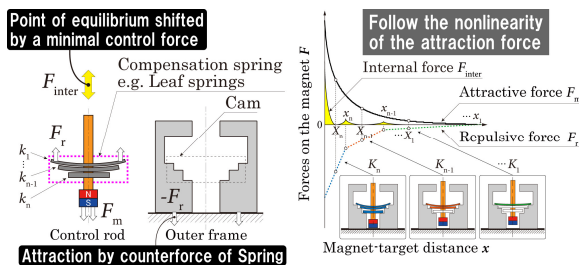 Point of equilibrium shifted
by a minimal control force
F inter
Compensation spring
e.g. Leaf springs
Cam
F r
k 1
⋮
k n-1
k n
N
S
F m
-F r
Control rod
Outer frame
Attraction by counterforce of Spring
Follow the nonlinearity
of the attraction force
Forces on the magnet F
Internal force F inter
x n
x n-1
Attractive force F m
⋯x 1
0
X n
X n-1
⋯X 1
Repulsive force F r
K n
K n-1
⋯K 1
Magnet-target distance x